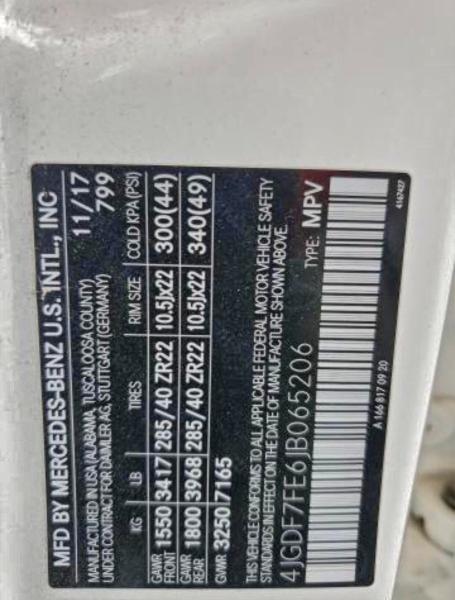 MFD BY MERCEDES-BENZ U.S. INTL., INC
MANUFACTURED IN USA (ALABAMA, TUSCALOOSA COUNTY) 11/17
UNDER CONTRACT FOR DAIMLER AG, STUTTGART (GERMANY) 799
KG LB TIRES RIM SIZE COLD KPA (PSI)
GAWR FRONT 1550 3417 285/40 ZR22 10.5Jx22 300(44)
GAWR REAR 1800 3968 285/40 ZR22 10.5Jx22 340(49)
GVWR 3250 7165
THIS VEHICLE CONFORMS TO ALL APPLICABLE FEDERAL MOTOR VEHICLE SAFETY
STANDARDS IN EFFECT ON THE DATE OF MANUFACTURE SHOWN ABOVE.
4JGDF7FE6JB065206 TYPE: MPV
A 166 817 09 20 4167427